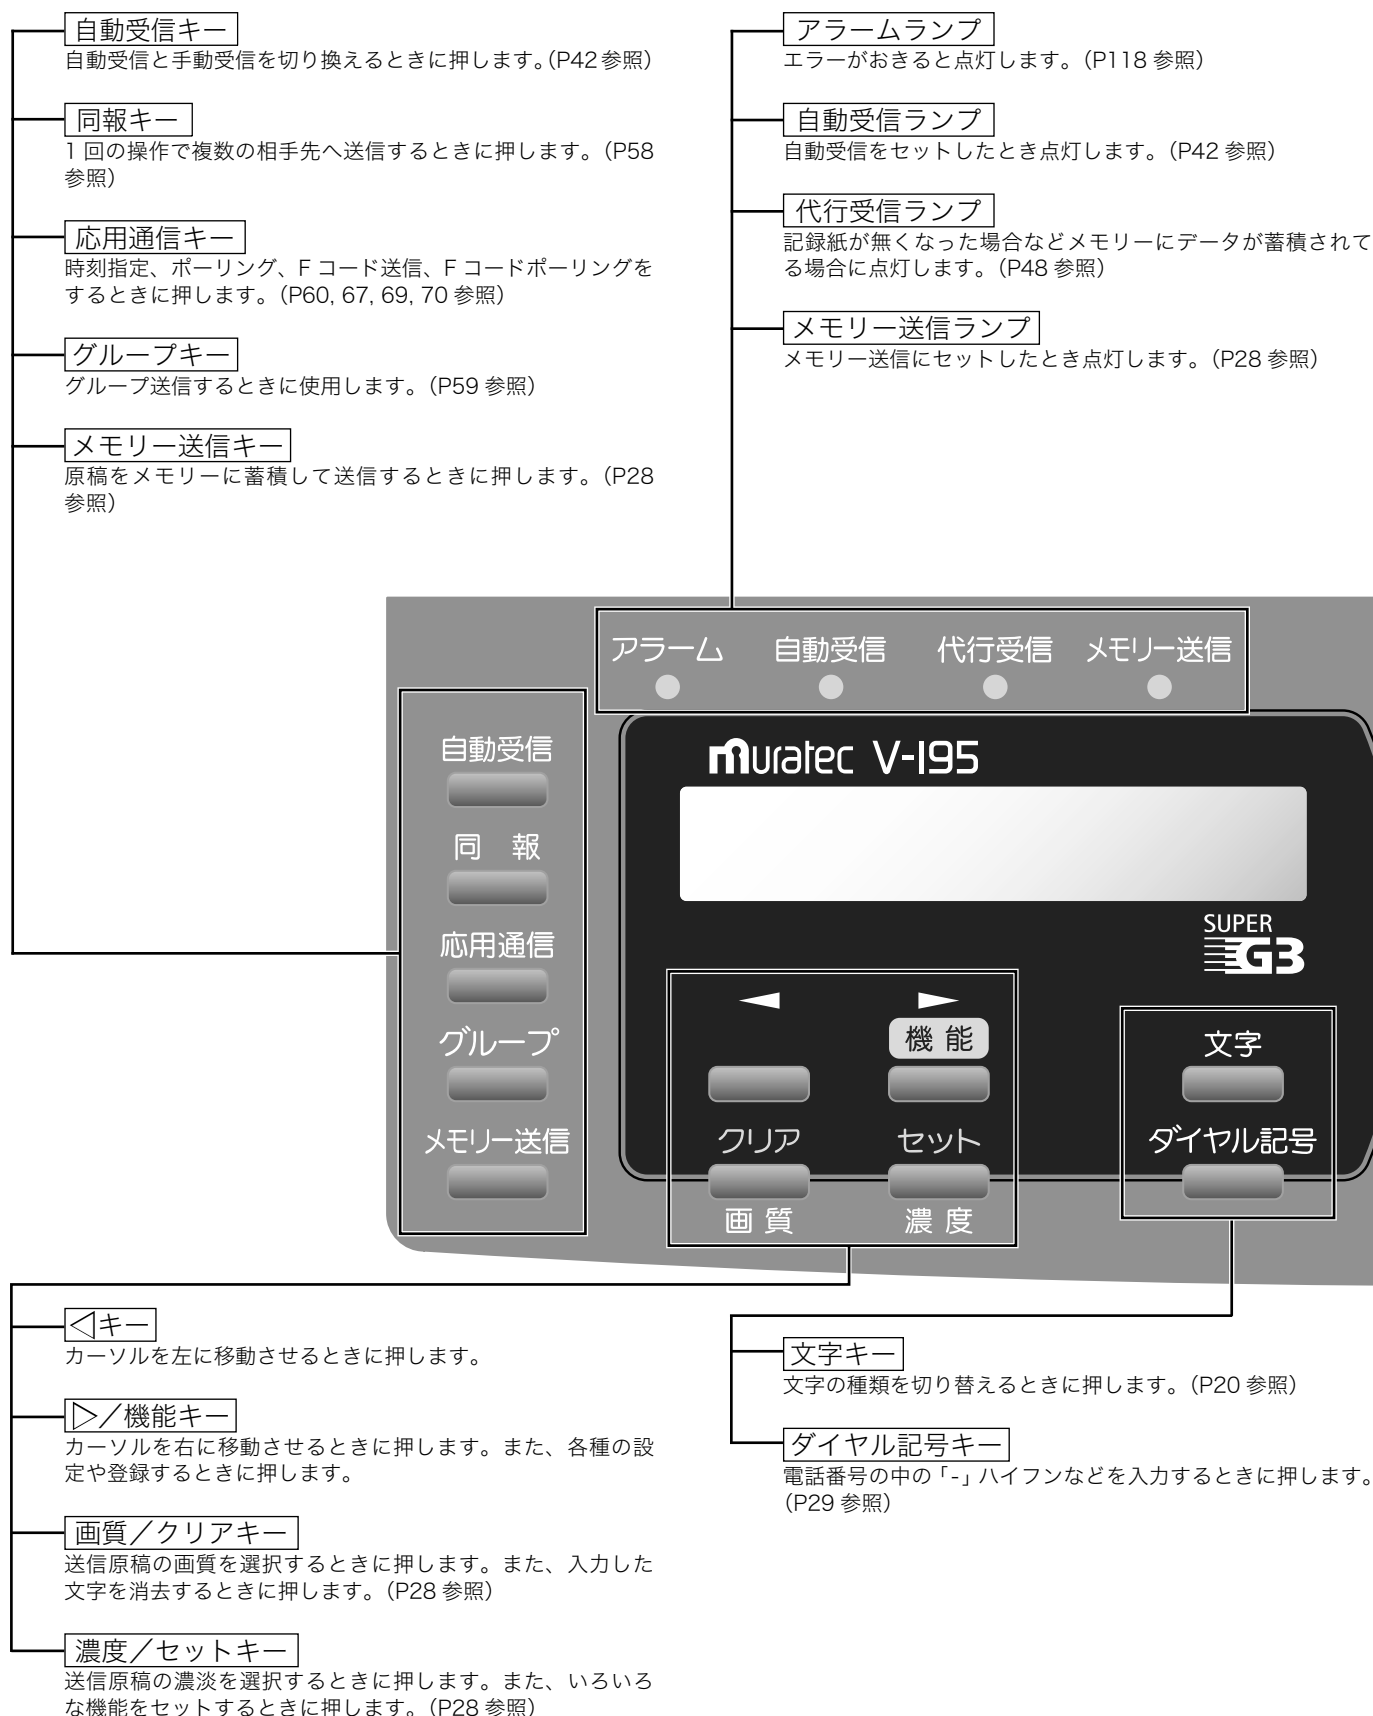 自動受信キー
自動受信と手動受信を切り換えるときに押します。(P42参照)
同報キー
1回の操作で複数の相手先へ送信するときに押します。(P58
参照)
応用通信キー
時刻指定、ポーリング、Fコード送信、Fコードポーリングを
するときに押します。(P60, 67, 69, 70 参照)
グループキー
グループ送信するときに使用します。(P59 参照)
メモリー送信キー
原稿をメモリーに蓄積して送信するときに押します。(P28
参照)
アラームランプ
エラーがおきると点灯します。(P118 参照)
自動受信ランプ
自動受信をセットしたとき点灯します。(P42 参照)
代行受信ランプ
記録紙が無くなった場合などメモリーにデータが蓄積されて
る場合に点灯します。(P48 参照)
メモリー送信ランプ
メモリー送信にセットしたとき点灯します。(P28 参照)
アラーム 自動受信 代行受信 メモリー送信
自動受信
同 報
応用通信
グループ
メモリー送信
muratec V-195
SUPER
G3
◀ ▶
機 能
クリア セット
画 質 濃 度
文字
ダイヤル記号
◁キー
カーソルを左に移動させるときに押します。
▷/機能キー
カーソルを右に移動させるときに押します。また、各種の設
定や登録するときに押します。
画質/クリアキー
送信原稿の画質を選択するときに押します。また、入力した
文字を消去するときに押します。(P28 参照)
濃度/セットキー
送信原稿の濃淡を選択するときに押します。また、いろいろ
な機能をセットするときに押します。(P28 参照)
文字キー
文字の種類を切り替えるときに押します。(P20 参照)
ダイヤル記号キー
電話番号の中の「-」ハイフンなどを入力するときに押します。
(P29 参照)